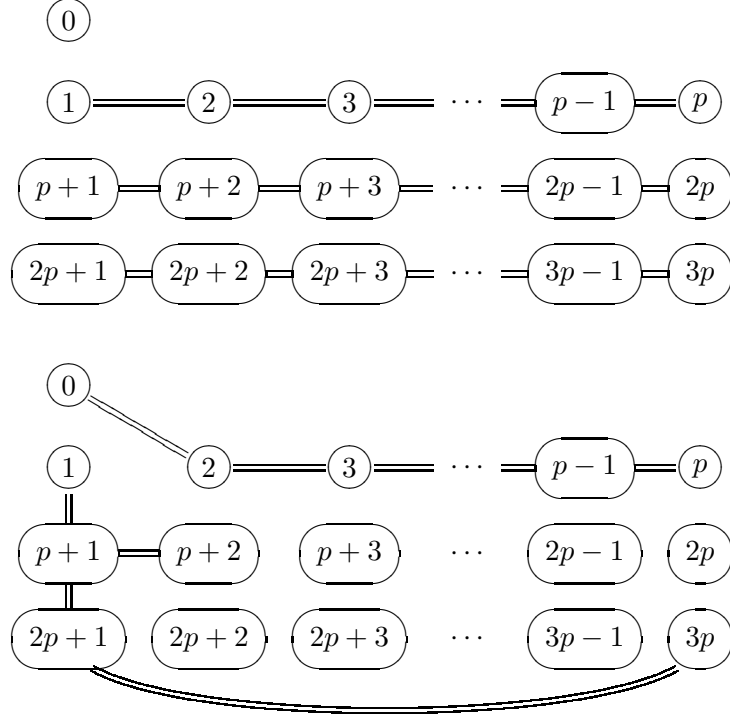 0
1 2 3 ··· p − 1 p
p + 1 p + 2 p + 3 ··· 2p − 1 2p
2p + 1 2p + 2 2p + 3 ··· 3p − 1 3p
0
1 2 3 ··· p − 1 p
p + 1 p + 2 p + 3 ··· 2p − 1 2p
2p + 1 2p + 2 2p + 3 ··· 3p − 1 3p